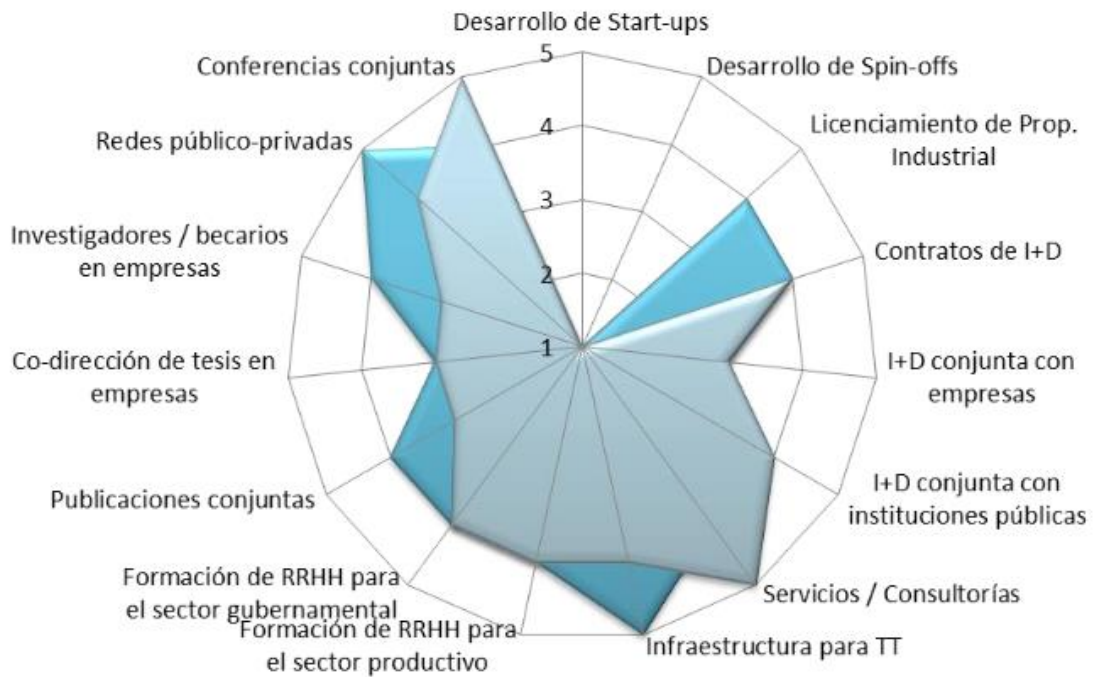 Desarrollo de Start-ups
Desarrollo de Spin-offs
Licenciamiento de Prop.
Industrial
Contratos de I+D
I+D conjunta con
empresas
I+D conjunta con
instituciones públicas
Servicios / Consultorías
Infraestructura para TT
Formación de RRHH para
el sector productivo
Formación de RRHH para
el sector gubernamental
Publicaciones conjuntas
Co-dirección de tesis en
empresas
Investigadores / becarios
en empresas
Redes público-privadas
Conferencias conjuntas
5
4
3
2
1